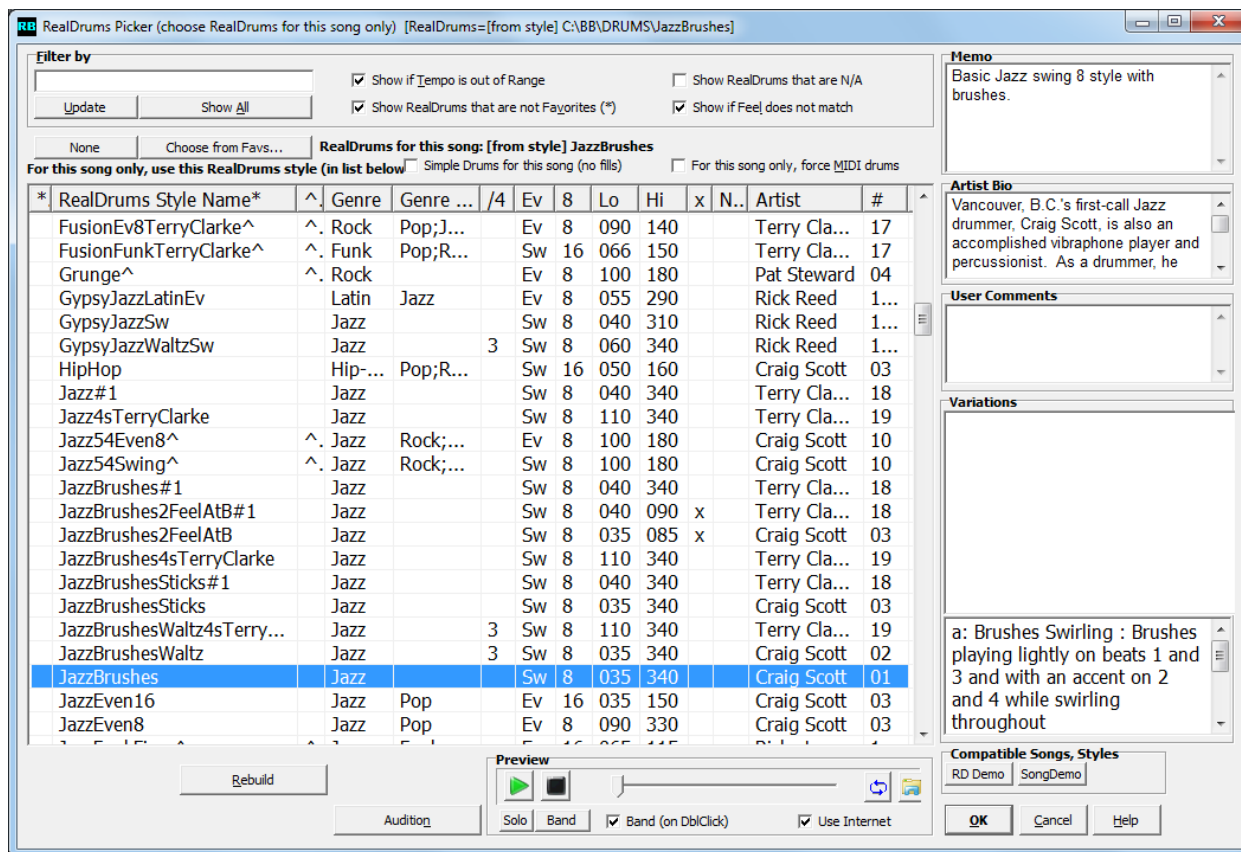 RB RealDrums Picker (choose RealDrums for this song only) [RealDrums=[from style] C:\BB\DRUMS\JazzBrushes]
Filter by
Show if Tempo is out of Range
Show RealDrums that are N/A
Update
Show All
Show RealDrums that are not Favorites (*)
Show if Feel does not match
None
Choose from Favs...
RealDrums for this song: [from style] JazzBrushes
For this song only, use this RealDrums style (in list below
Simple Drums for this song (no fills)
For this song only, force MIDI drums
* RealDrums Style Name* ^. Genre Genre ... /4 Ev 8 Lo Hi x N.. Artist #
FusionEv8TerryClarke^ ^. Rock Pop;J... Ev 8 090 140 Terry Cla... 17
FusionFunkTerryClarke^ ^. Funk Pop;R... Sw 16 066 150 Terry Cla... 17
Grunge^ ^. Rock Ev 8 100 180 Pat Steward 04
GypsyJazzLatinEv Latin Jazz Ev 8 055 290 Rick Reed 1...
GypsyJazzSw Jazz Sw 8 040 310 Rick Reed 1...
GypsyJazzWaltzSw Jazz 3 Sw 8 060 340 Rick Reed 1...
HipHop Hip-... Pop;R... Sw 16 050 160 Craig Scott 03
Jazz#1 Jazz Sw 8 040 340 Terry Cla... 18
Jazz4sTerryClarke Jazz Sw 8 110 340 Terry Cla... 19
Jazz54Even8^ ^. Jazz Rock;... Ev 8 100 180 Craig Scott 10
Jazz54Swing^ ^. Jazz Rock;... Sw 8 100 180 Craig Scott 10
JazzBrushes#1 Jazz Sw 8 040 340 Terry Cla... 18
JazzBrushes2FeelAtB#1 Jazz Sw 8 040 090 x Terry Cla... 18
JazzBrushes2FeelAtB Jazz Sw 8 035 085 x Craig Scott 03
JazzBrushes4sTerryClarke Jazz Sw 8 110 340 Terry Cla... 19
JazzBrushesSticks#1 Jazz Sw 8 040 340 Terry Cla... 18
JazzBrushesSticks Jazz Sw 8 035 340 Craig Scott 03
JazzBrushesWaltz4sTerry... Jazz 3 Sw 8 110 340 Terry Cla... 19
JazzBrushesWaltz Jazz 3 Sw 8 035 340 Craig Scott 02
JazzBrushes Jazz Sw 8 035 340 Craig Scott 01
JazzEven16 Jazz Pop Ev 16 035 150 Craig Scott 03
JazzEven8 Jazz Pop Ev 8 090 330 Craig Scott 03
Rebuild
Audition
Preview
Solo
Band
Band (on DblClick)
Use Internet
Memo
Basic Jazz swing 8 style with
brushes.
Artist Bio
Vancouver, B.C.'s first-call Jazz
drummer, Craig Scott, is also an
accomplished vibraphone player and
percussionist. As a drummer, he
User Comments
Variations
a: Brushes Swirling : Brushes
playing lightly on beats 1 and
3 and with an accent on 2
and 4 while swirling
throughout
Compatible Songs, Styles
RD Demo
SongDemo
OK
Cancel
Help